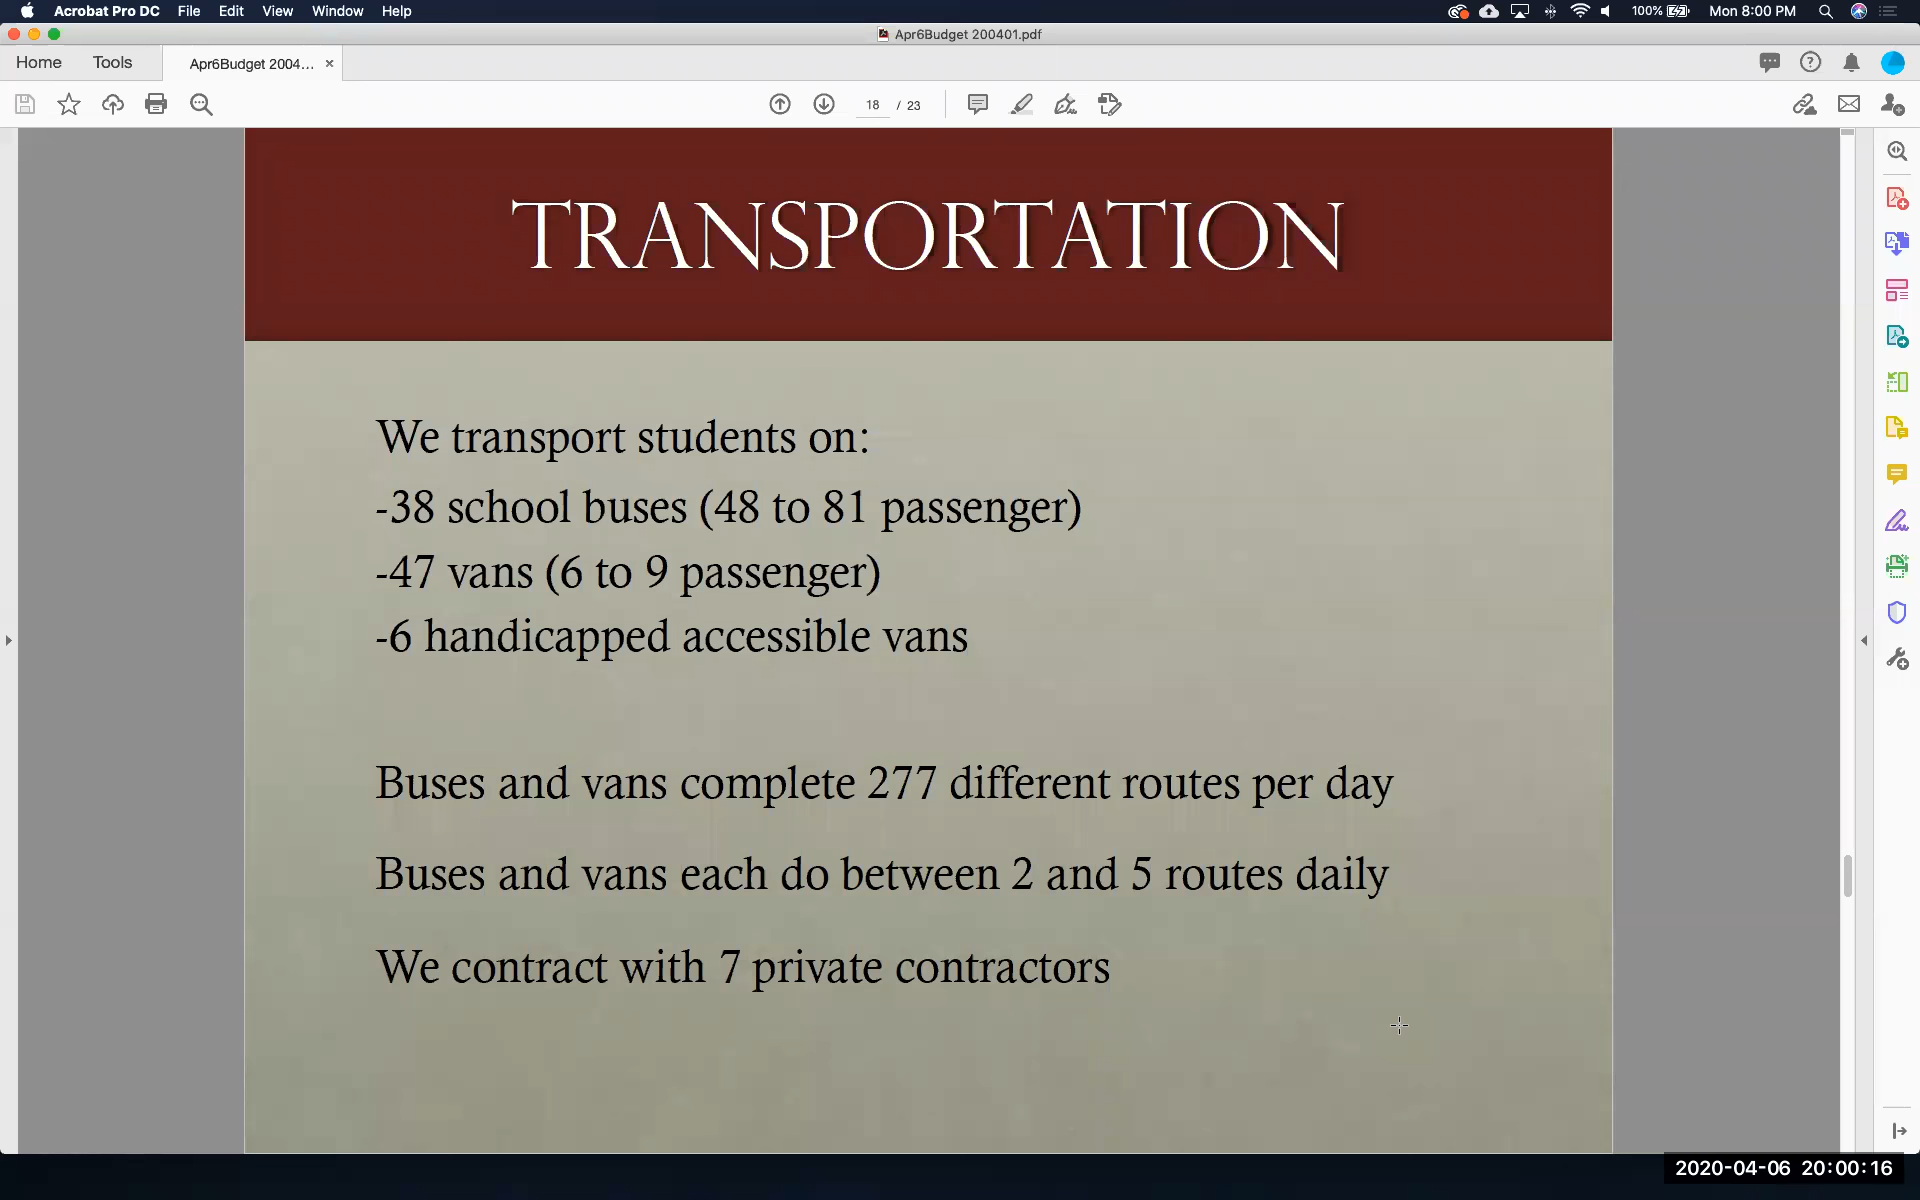 Acrobat Pro DC File Edit View Window Help 100% Mon 8:00 PM
Apr6Budget 200401.pdf
Home Tools Apr6Budget 2004... ×
18 / 23
TRANSPORTATION
We transport students on:
-38 school buses (48 to 81 passenger)
-47 vans (6 to 9 passenger)
-6 handicapped accessible vans
Buses and vans complete 277 different routes per day
Buses and vans each do between 2 and 5 routes daily
We contract with 7 private contractors
2020-04-06 20:00:16